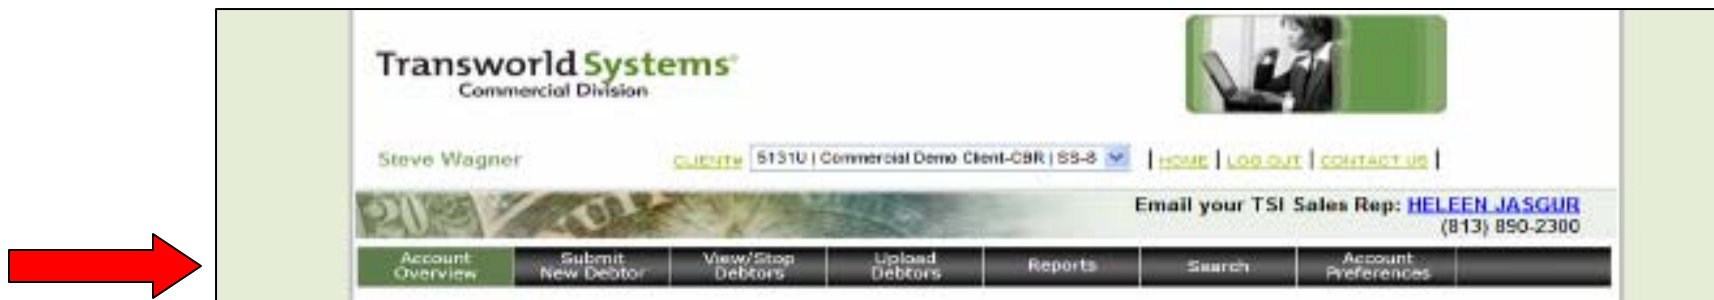 Transworld Systems
Commercial Division
Steve Wagner
CLIENT# 5131U | Commercial Demo Client-CBR | SS-8 | HOME | LOG OUT | CONTACT US |
Email your TSI Sales Rep: HELEEN JASGUR
(813) 890-2300
Account Overview
Submit New Debtor
View/Stop Debtors
Upload Debtors
Reports
Search
Account Preferences